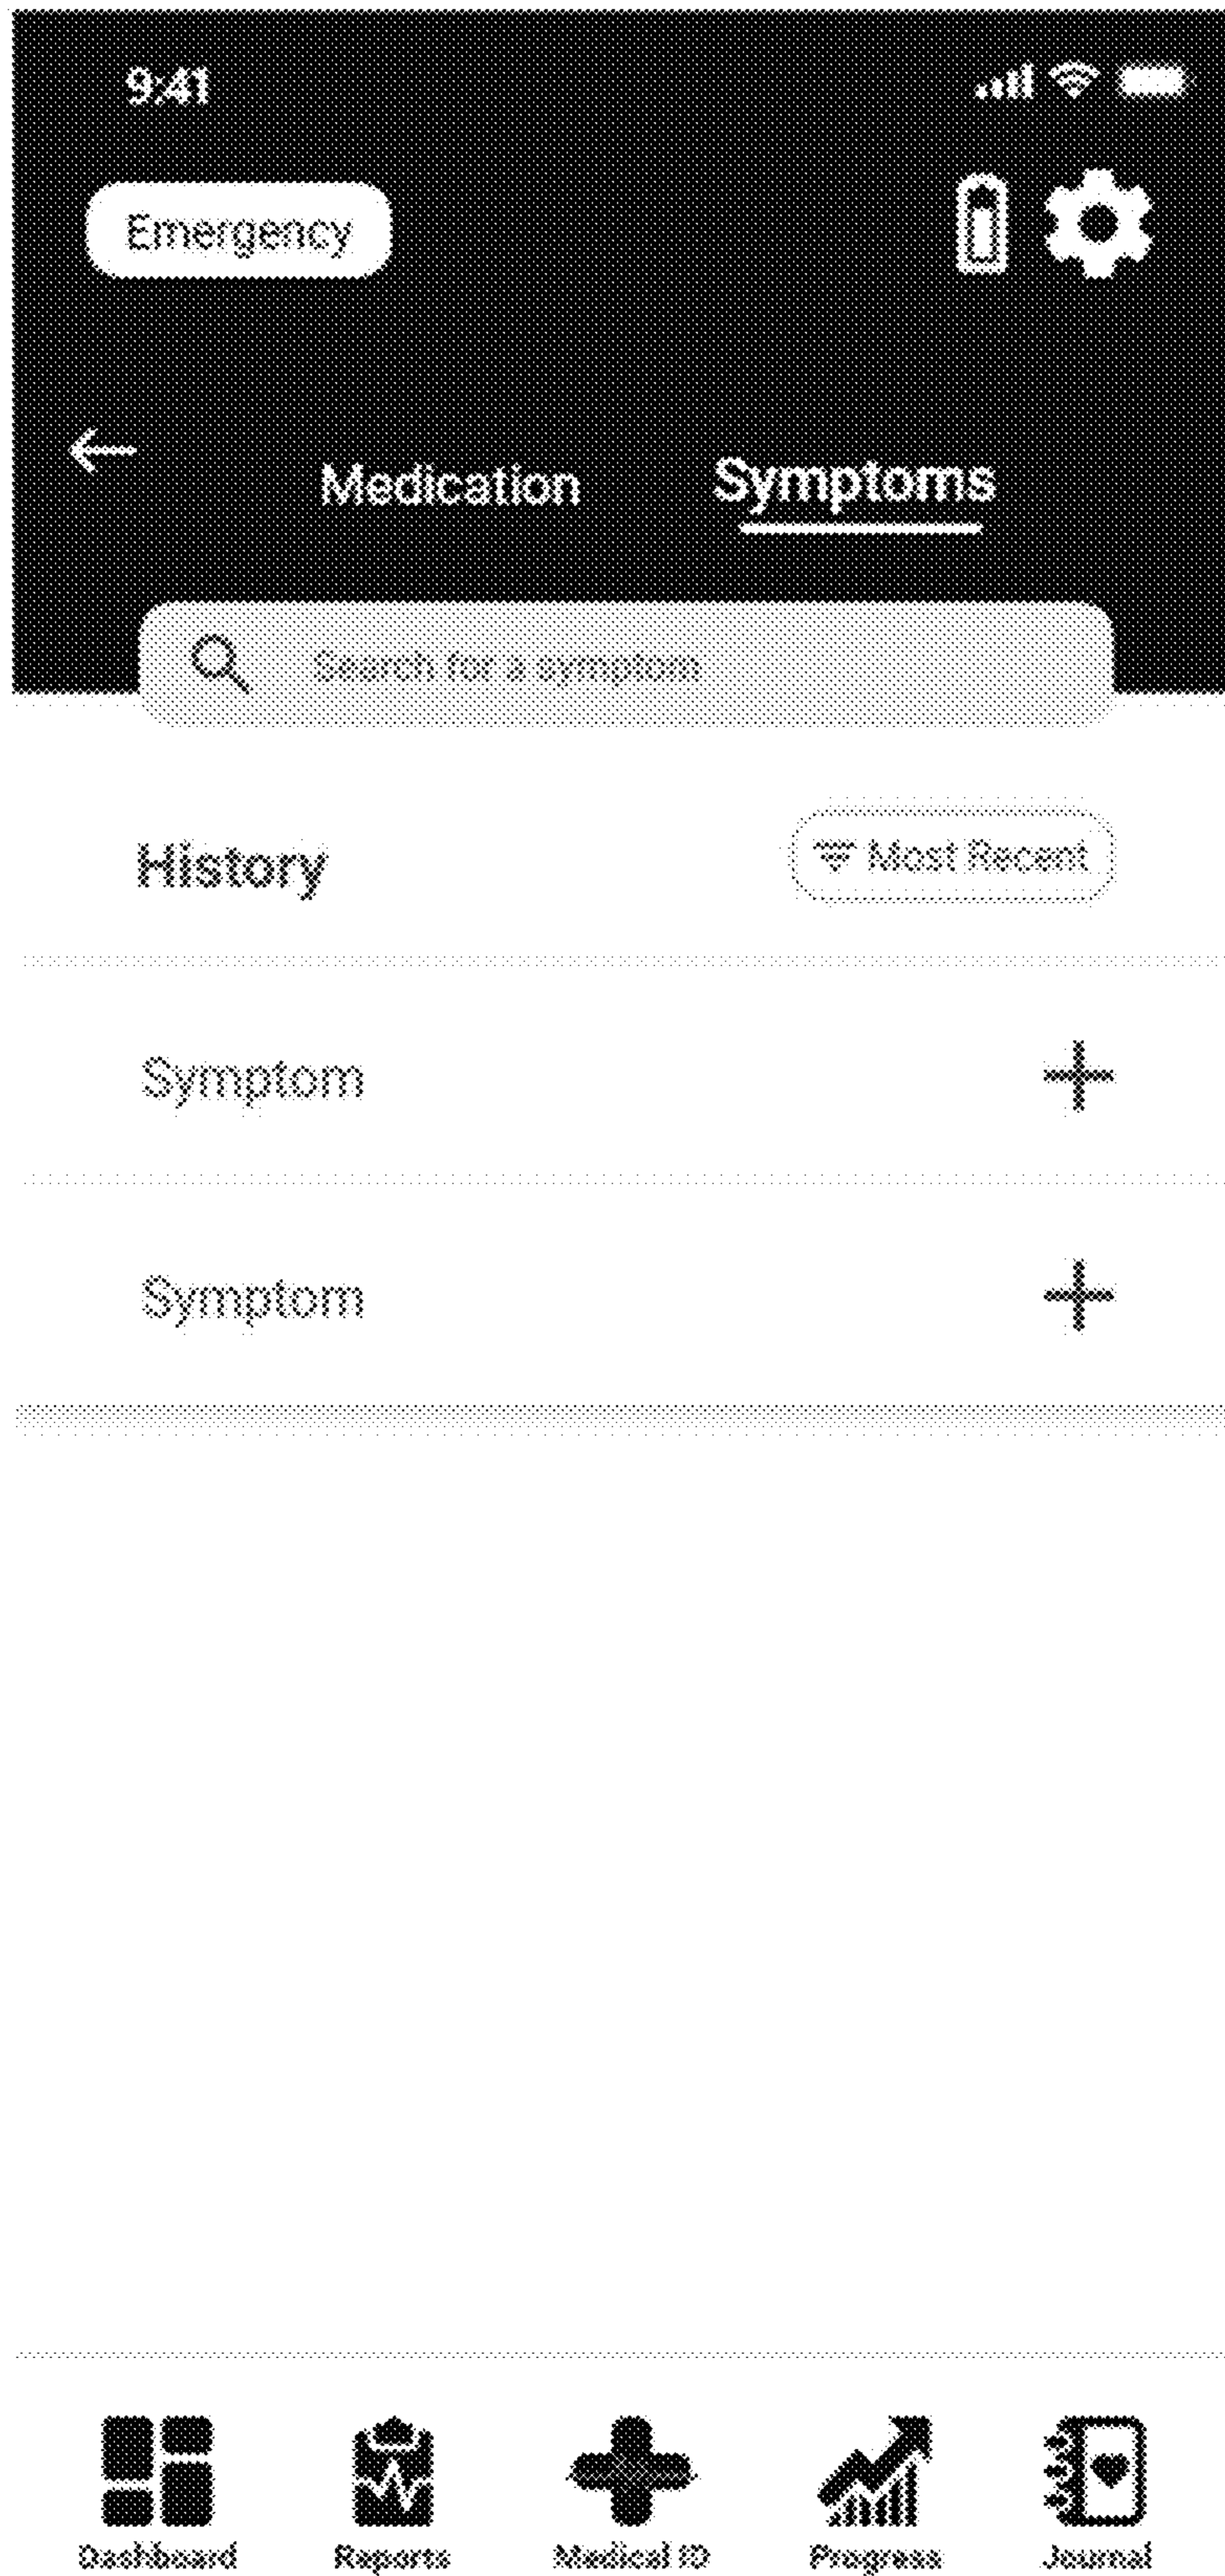 9:41
Emergency
Medication Symptoms
Search for a symptom
History Most Recent
Symptom
Symptom
Dashboard Reports Medical ID Progress Journal